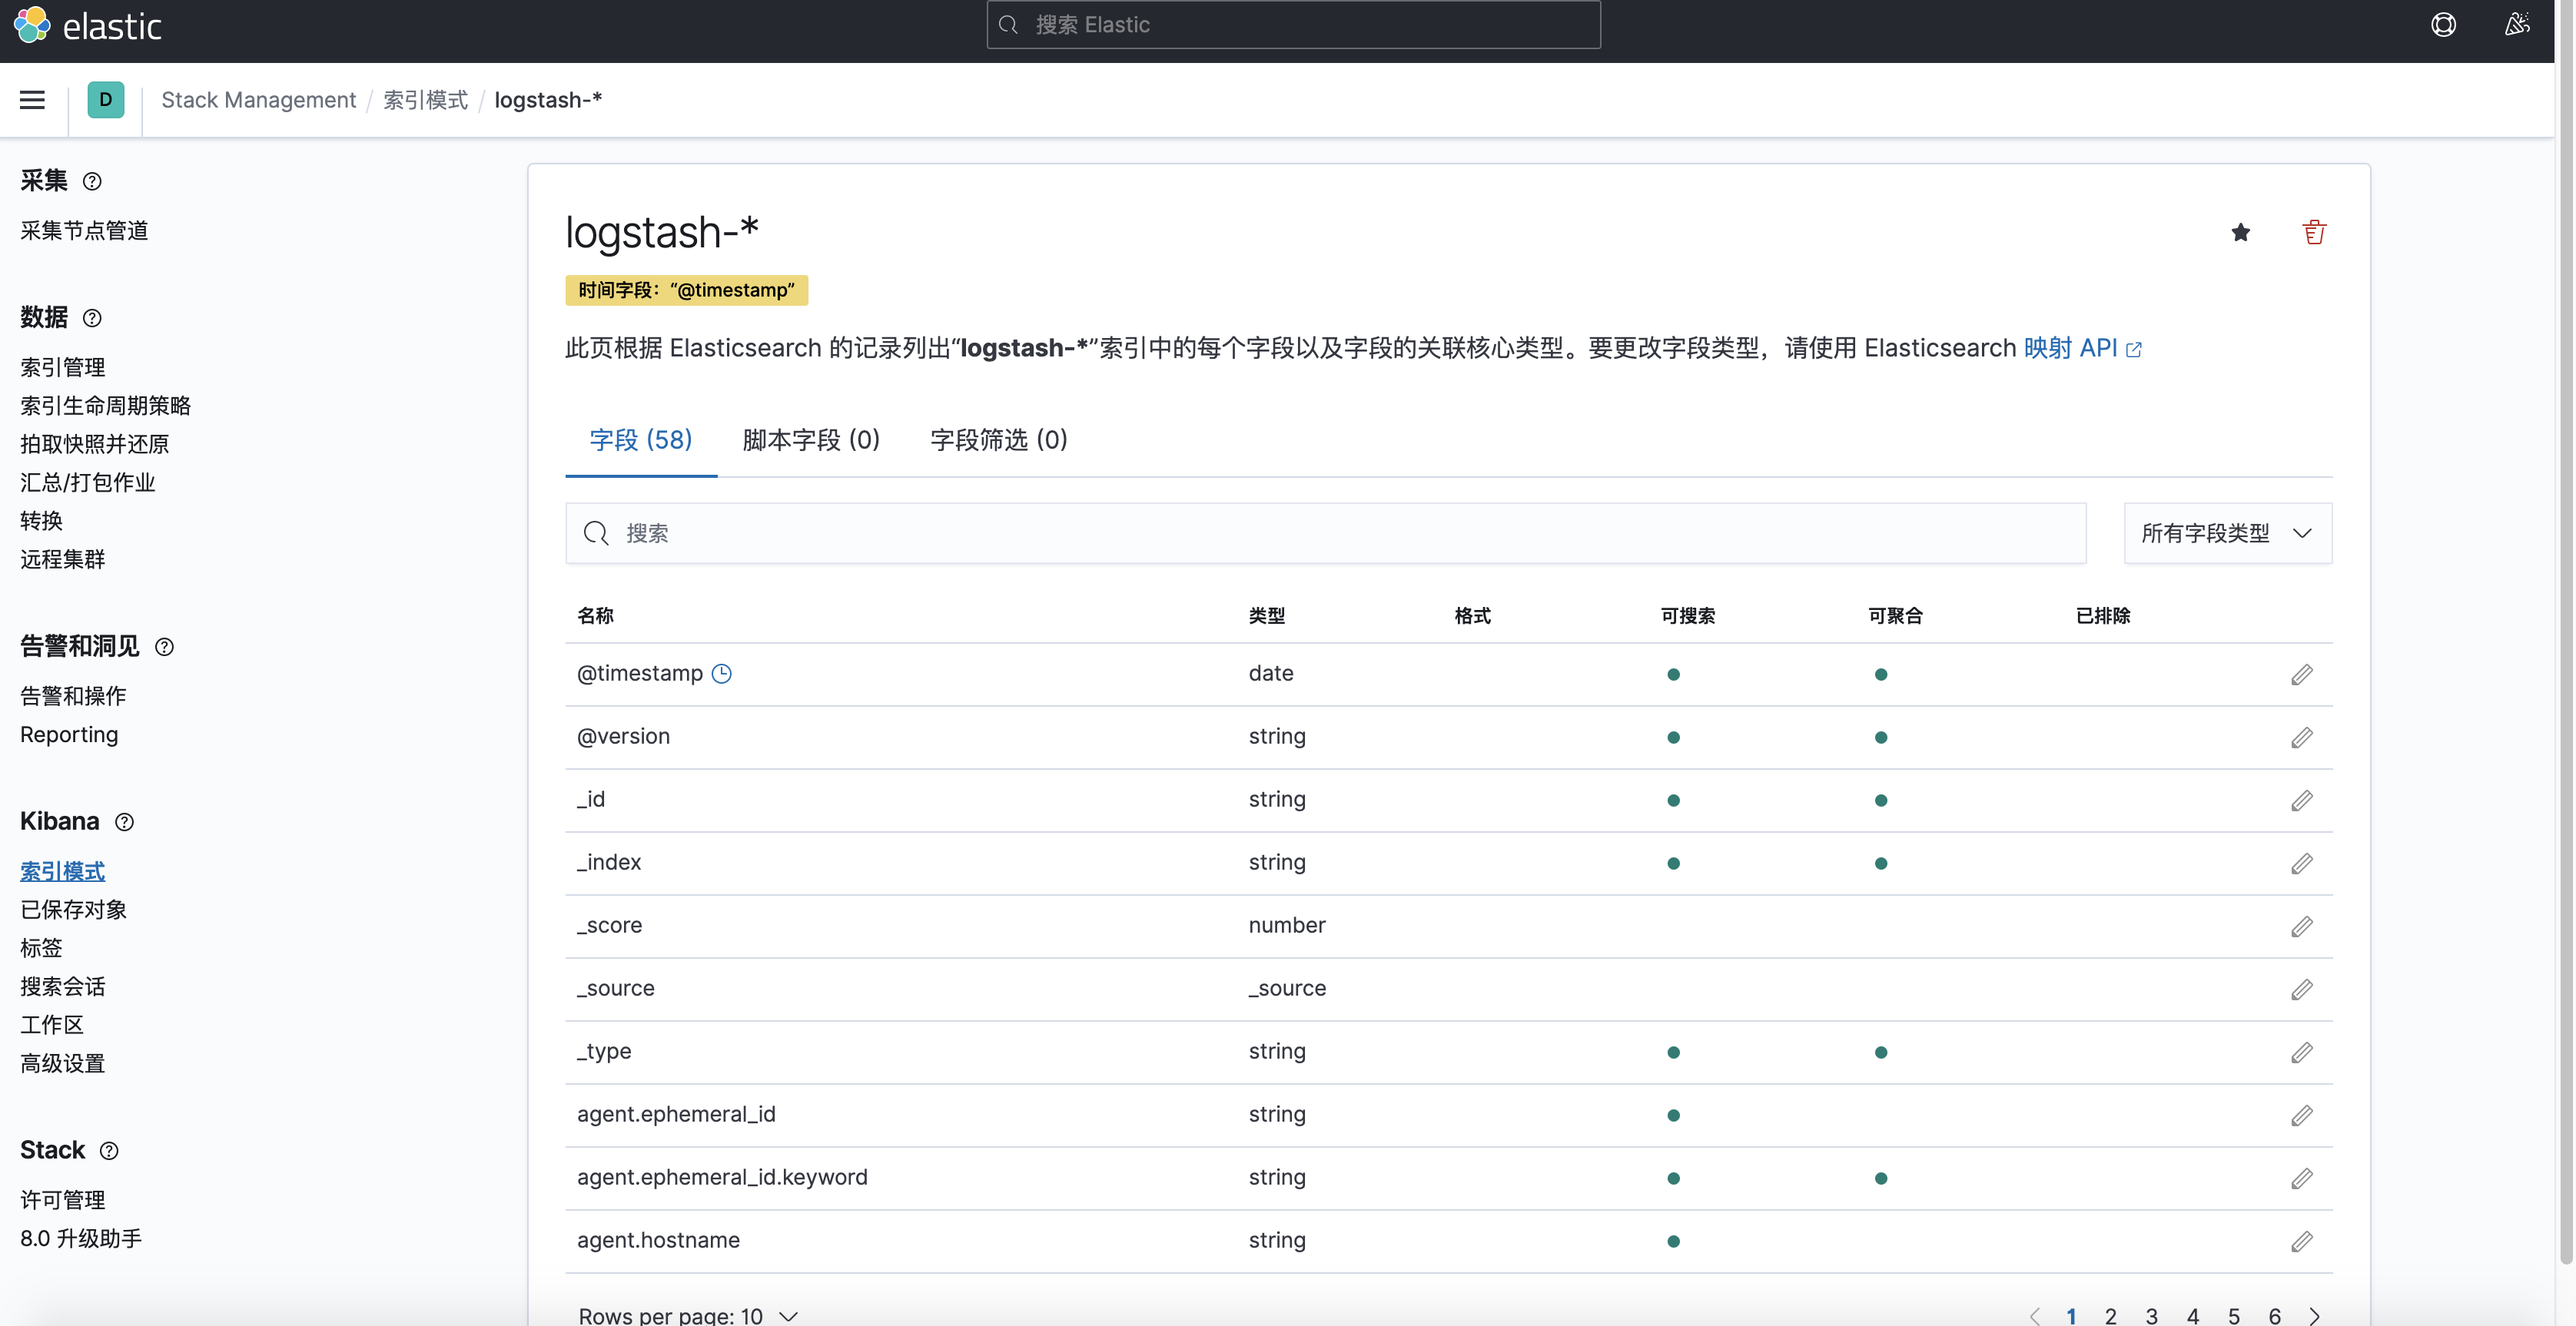 elastic
搜索 Elastic
D
Stack Management / 索引模式 / logstash-*
采集
采集节点管道
数据
索引管理
索引生命周期策略
拍取快照并还原
汇总/打包作业
转换
远程集群
告警和洞见
告警和操作
Reporting
Kibana
索引模式
已保存对象
标签
搜索会话
工作区
高级设置
Stack
许可管理
8.0 升级助手
logstash-*
时间字段：“@timestamp”
此页根据 Elasticsearch 的记录列出“logstash-*”索引中的每个字段以及字段的关联核心类型。要更改字段类型，请使用 Elasticsearch 映射 API
字段 (58) 脚本字段 (0) 字段筛选 (0)
搜索
所有字段类型
名称 类型 格式 可搜索 可聚合 已排除
@timestamp date
@version string
_id string
_index string
_score number
_source _source
_type string
agent.ephemeral_id string
agent.ephemeral_id.keyword string
agent.hostname string
Rows per page: 10
1 2 3 4 5 6